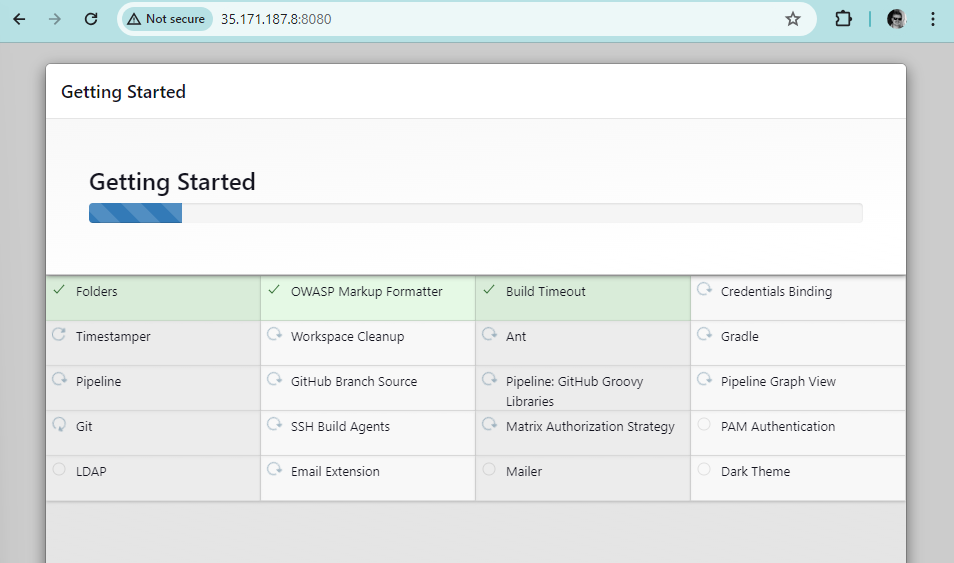 Not secure 35.171.187.8:8080
Getting Started
Getting Started
Folders OWASP Markup Formatter Build Timeout Credentials Binding
Timestamper Workspace Cleanup Ant Gradle
Pipeline GitHub Branch Source Pipeline: GitHub Groovy Libraries Pipeline Graph View
Git SSH Build Agents Matrix Authorization Strategy PAM Authentication
LDAP Email Extension Mailer Dark Theme